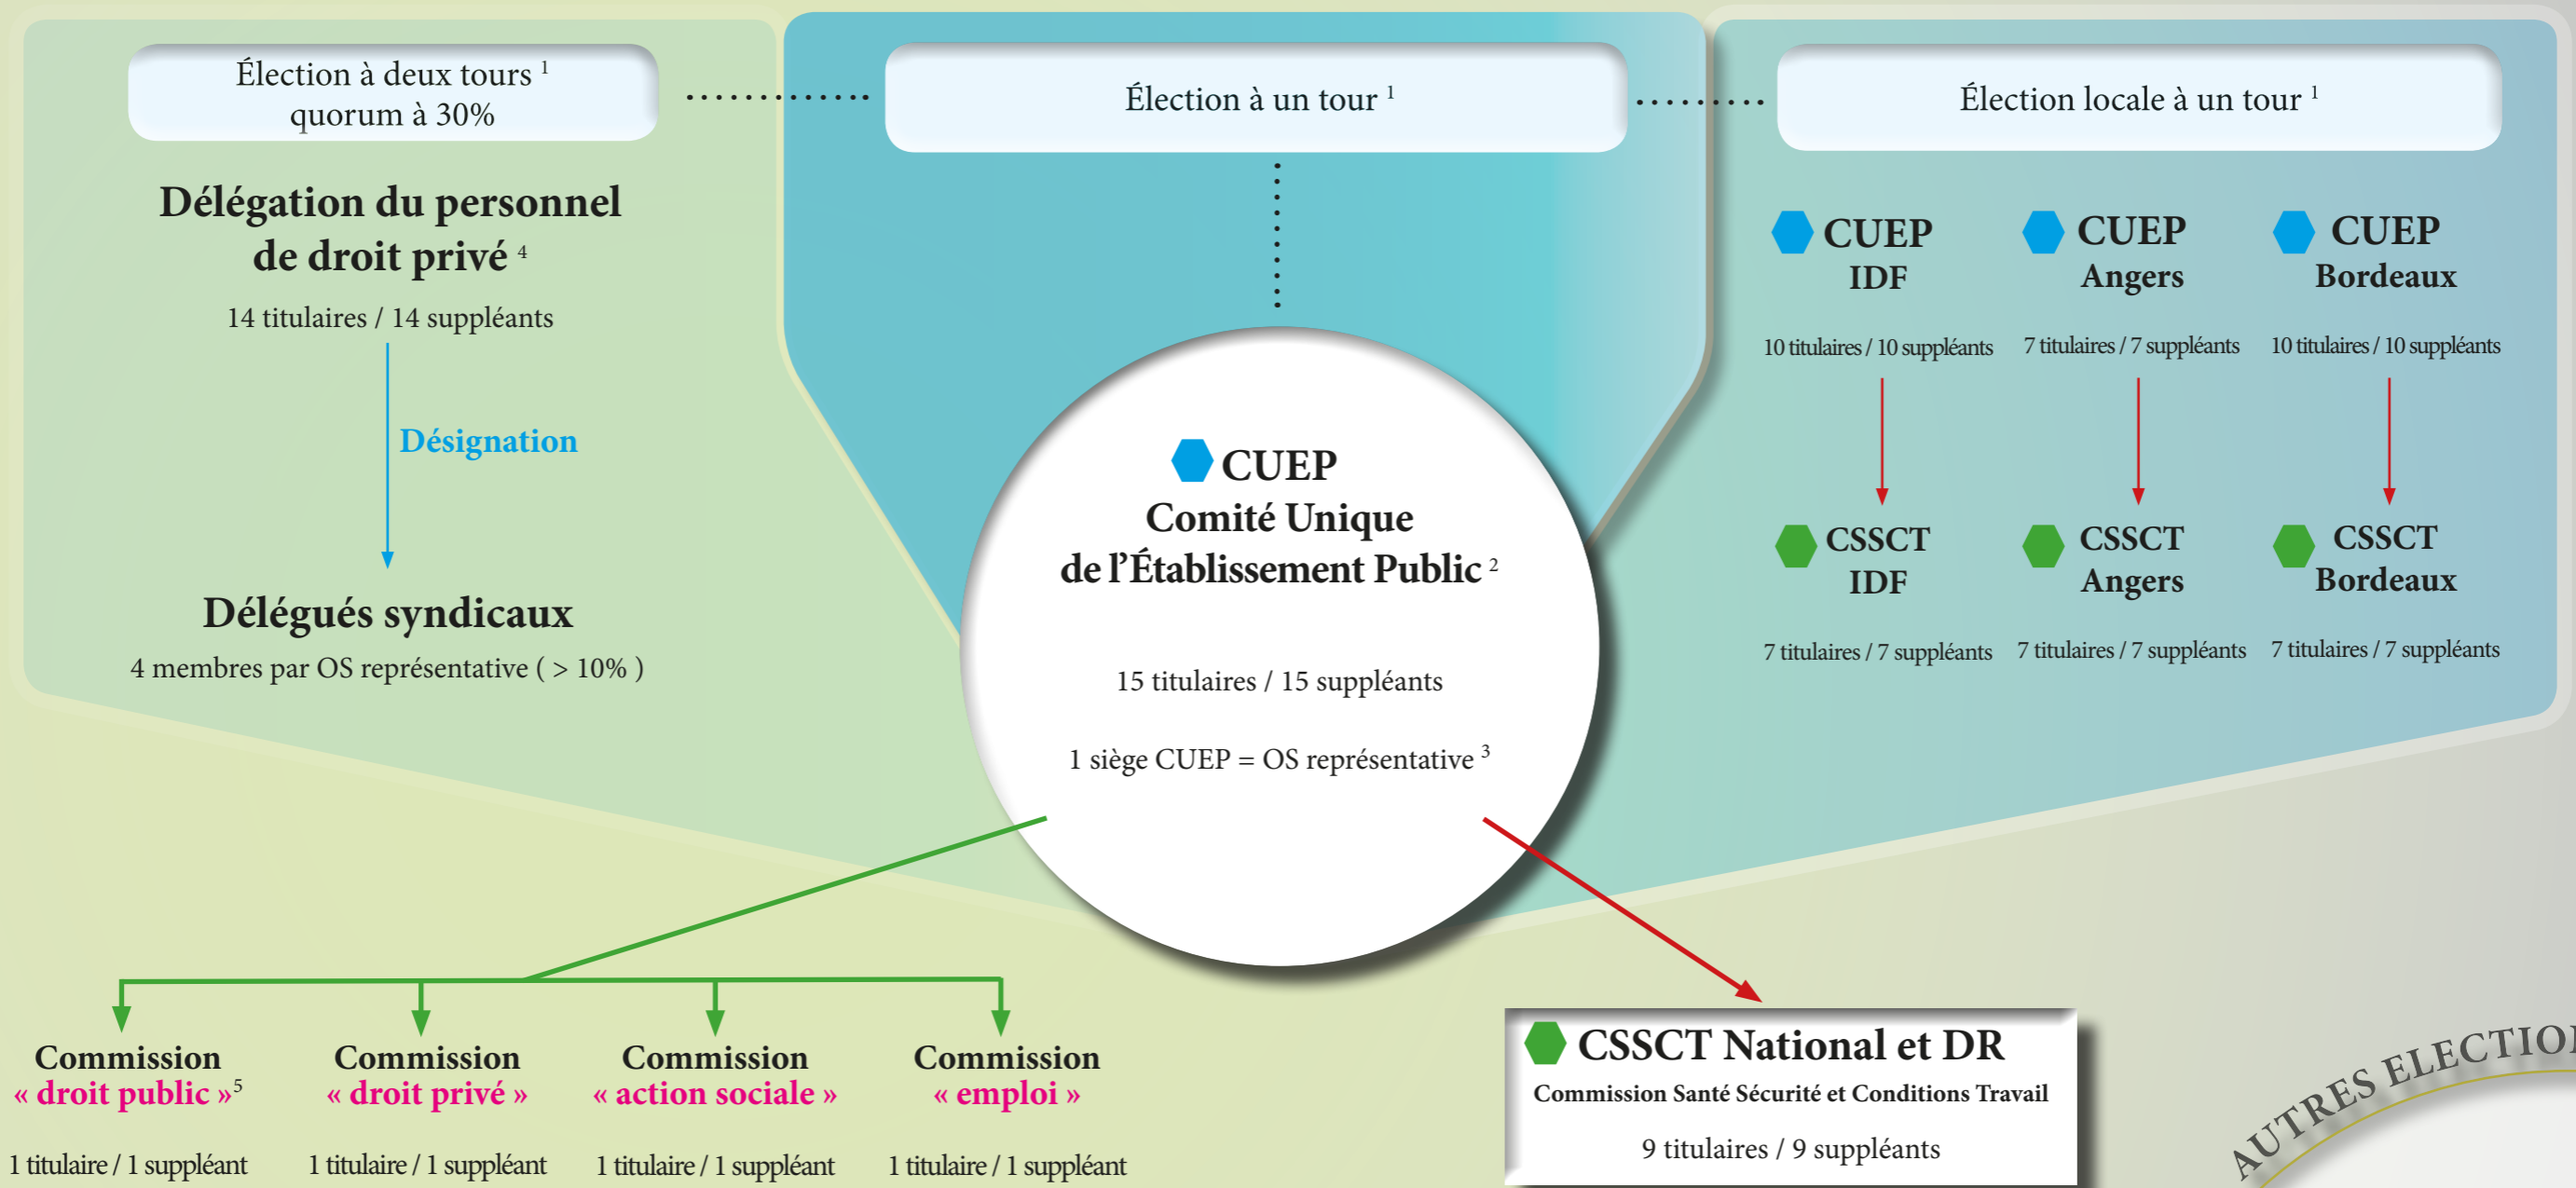 Élection à deux tours 1
quorum à 30%
Délégation du personnel
de droit privé 4
14 titulaires / 14 suppléants
Désignation
Délégués syndicaux
4 membres par OS représentative ( > 10% )
Élection à un tour 1
CUEP
Comité Unique
de l’Établissement Public 2
15 titulaires / 15 suppléants
1 siège CUEP = OS représentative 3
Élection locale à un tour 1
CUEP
IDF
10 titulaires / 10 suppléants
CSSCT
IDF
7 titulaires / 7 suppléants
CUEP
Angers
7 titulaires / 7 suppléants
CSSCT
Angers
7 titulaires / 7 suppléants
CUEP
Bordeaux
10 titulaires / 10 suppléants
CSSCT
Bordeaux
7 titulaires / 7 suppléants
Commission
« droit public »5
1 titulaire / 1 suppléant
Commission
« droit privé »
1 titulaire / 1 suppléant
Commission
« action sociale »
1 titulaire / 1 suppléant
Commission
« emploi »
1 titulaire / 1 suppléant
CSSCT National et DR
Commission Santé Sécurité et Conditions Travail
9 titulaires / 9 suppléants
AUTRES